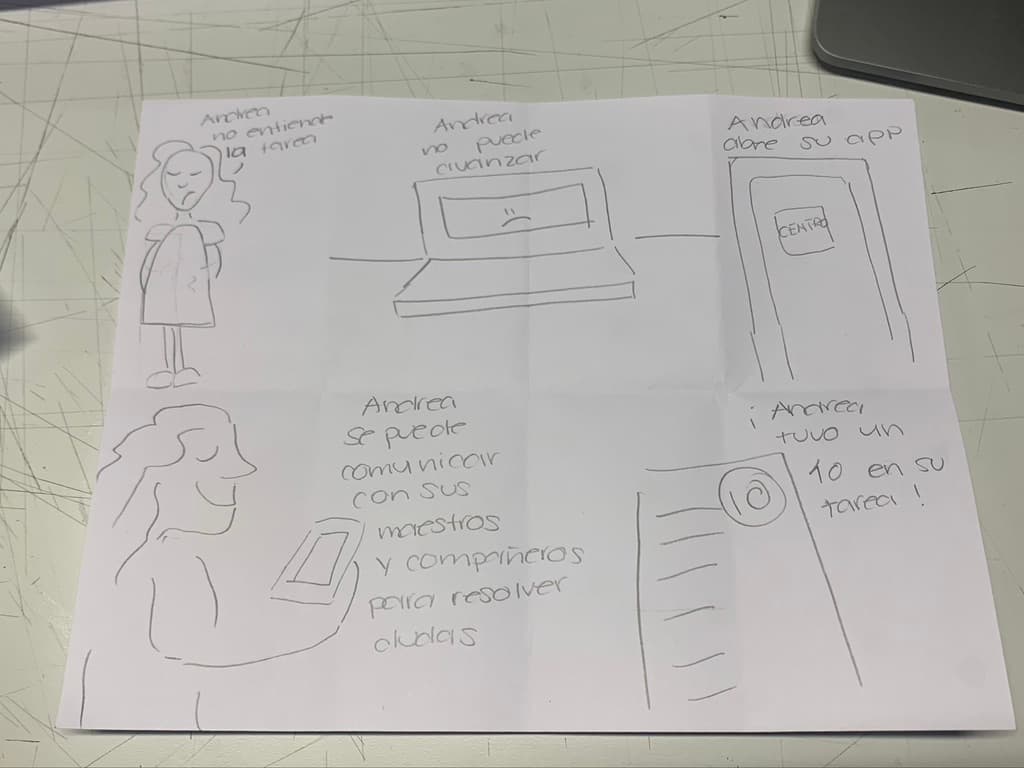 Andrea
no entiende
la tarea
Andrea
no puede
avanzar
Andrea
abre su app
CENTRO
Andrea
se puede
comunicar
con sus
maestros
y compañeros
para resolver
dudas
¡Andrea
tuvo un
10 en su
tarea!
10